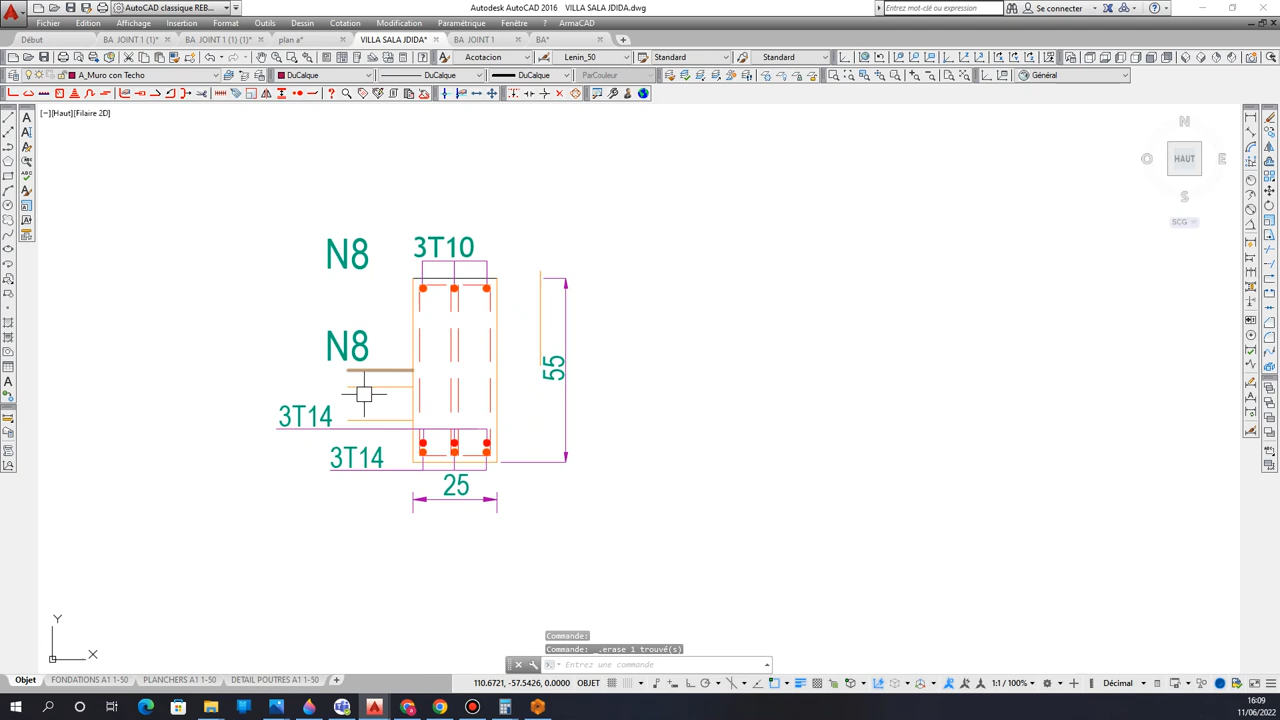 Autodesk AutoCAD 2016 VILLA SALA JDIDA.dwg
AutoCAD classique REB...
Entrez mot-clé ou expression
Se connecter
Fichier Edition Affichage Insertion Format Outils Dessin Cotation Modification Paramétrique Fenêtre ? ArmaCAD
Début BA JOINT 1 (1)* BA JOINT 1 (1) (1)* plan a* VILLA SALA JDIDA* BA JOINT 1 BA*
Acotacion Lenin_50 Standard Standard
A_Muro con Techo DuCalque DuCalque DuCalque ParCouleur Général
[−][Haut][Filaire 2D]
N
O HAUT E
S
SCG
N8 3T10
N8
55
3T14
3T14
25
Y
X
Commande:
Commande: _.erase 1 trouvé(s)
Entrez une commande
Objet FONDATIONS A1 1-50 PLANCHERS A1 1-50 DETAIL POUTRES A1 1-50
110.6721, -57.5426, 0.0000 OBJET 1:1 / 100% Décimal
16:09
11/06/2022